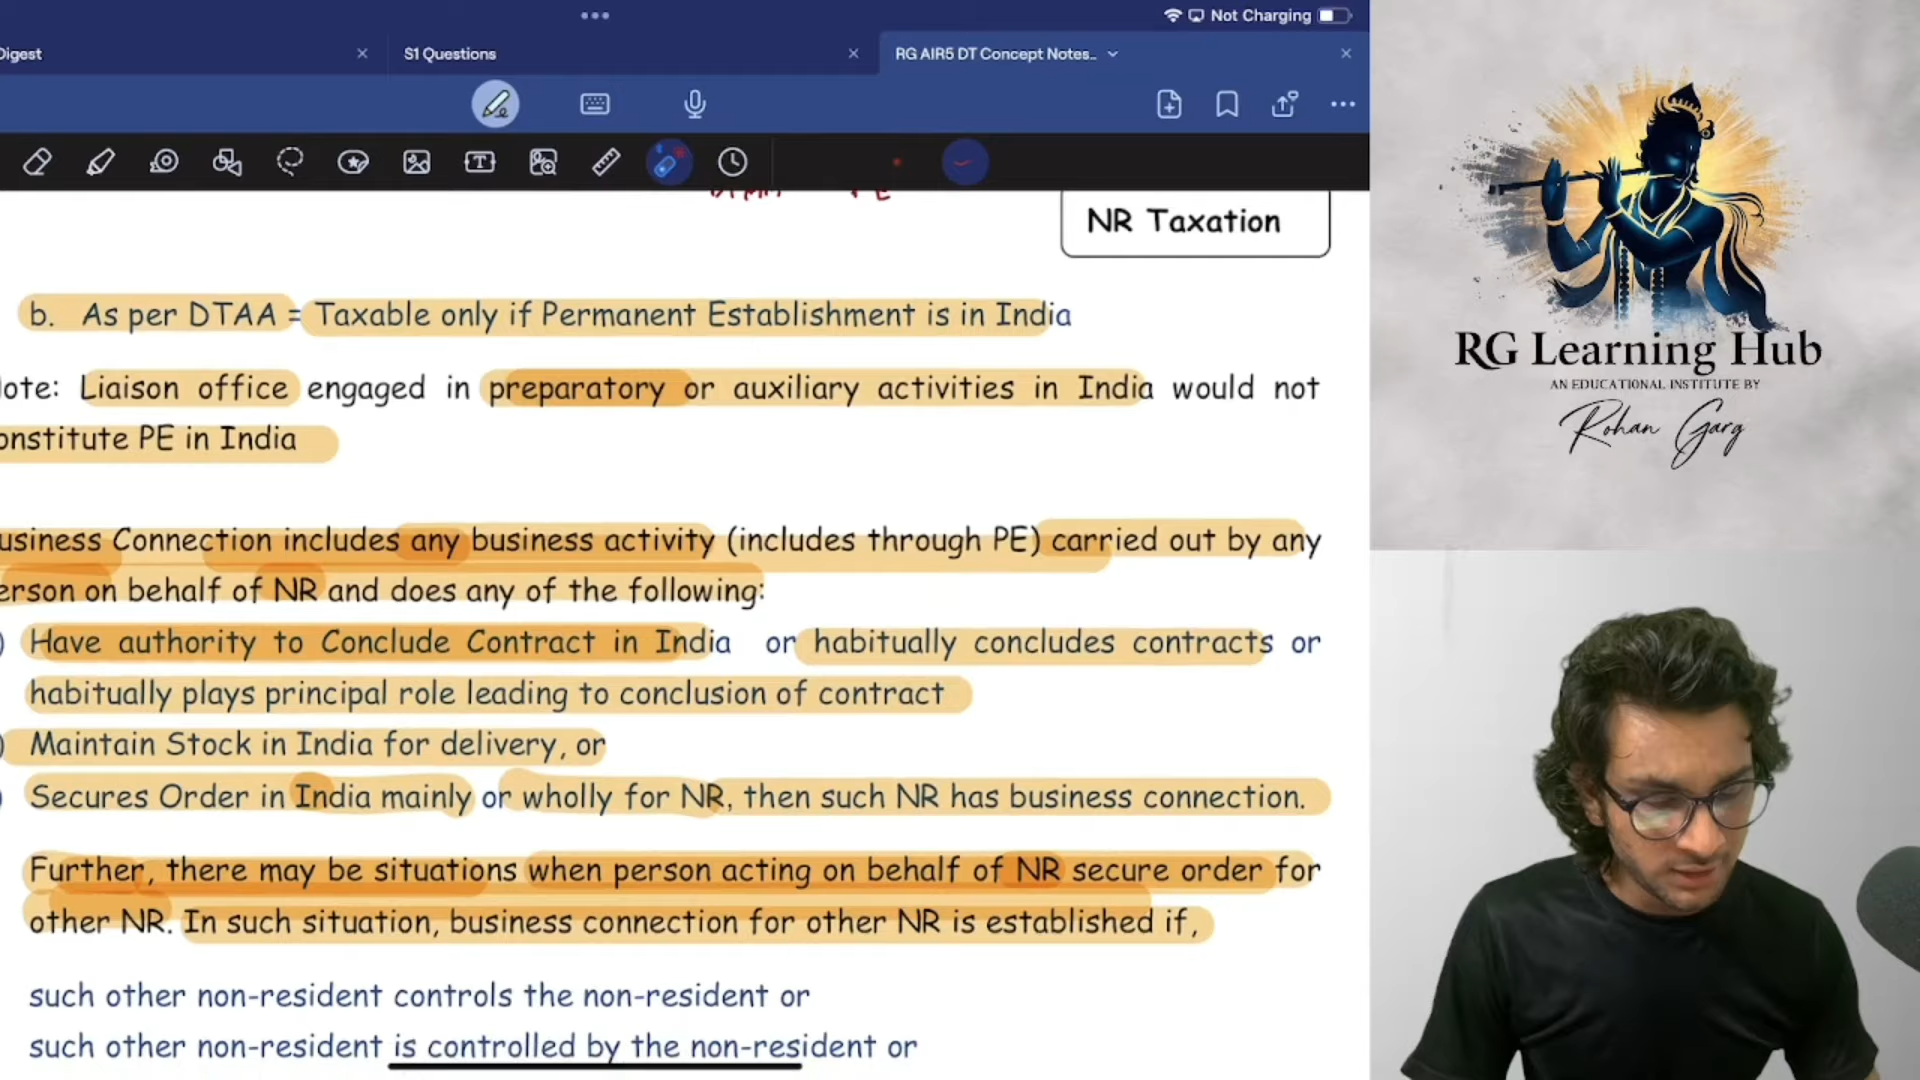 Not Charging
Digest
S1 Questions
RG AIR5 DT Concept Notes..
NR Taxation
b. As per DTAA = Taxable only if Permanent Establishment is in India
ote: Liaison office engaged in preparatory or auxiliary activities in India would not
onstitute PE in India
usiness Connection includes any business activity (includes through PE) carried out by any
erson on behalf of NR and does any of the following:
) Have authority to Conclude Contract in India or habitually concludes contracts or
habitually plays principal role leading to conclusion of contract
) Maintain Stock in India for delivery, or
) Secures Order in India mainly or wholly for NR, then such NR has business connection.
Further, there may be situations when person acting on behalf of NR secure order for
other NR. In such situation, business connection for other NR is established if,
such other non-resident controls the non-resident or
such other non-resident is controlled by the non-resident or
RG Learning Hub
AN EDUCATIONAL INSTITUTE BY
Rohan Garg